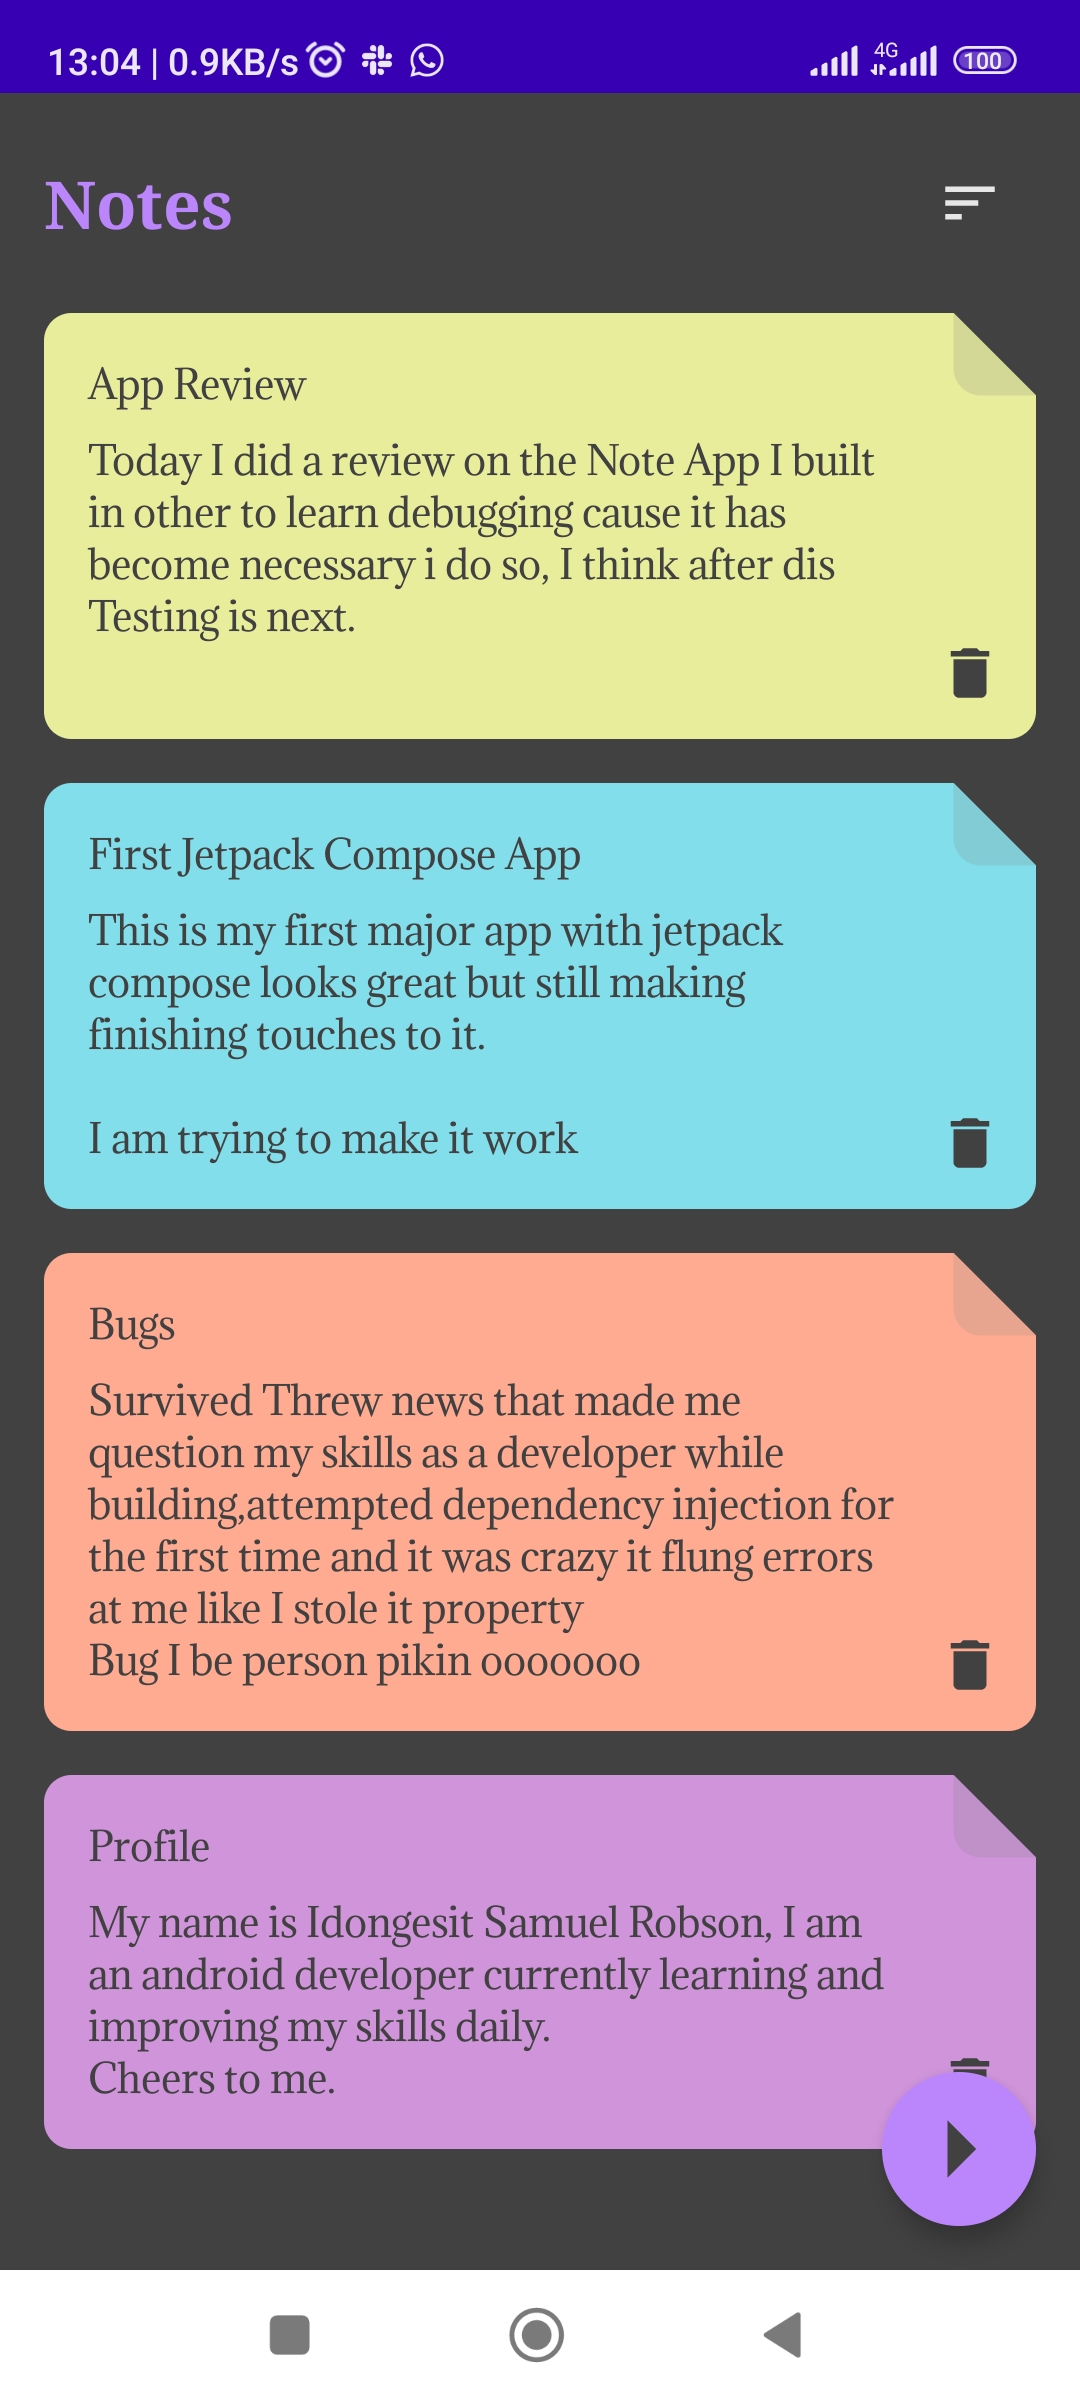 13:04 | 0.9KB/s
4G
100
Notes
App Review
Today I did a review on the Note App I built
in other to learn debugging cause it has
become necessary i do so, I think after dis
Testing is next.
First Jetpack Compose App
This is my first major app with jetpack
compose looks great but still making
finishing touches to it.
I am trying to make it work
Bugs
Survived Threw news that made me
question my skills as a developer while
building,attempted dependency injection for
the first time and it was crazy it flung errors
at me like I stole it property
Bug I be person pikin ooooooo
Profile
My name is Idongesit Samuel Robson, I am
an android developer currently learning and
improving my skills daily.
Cheers to me.